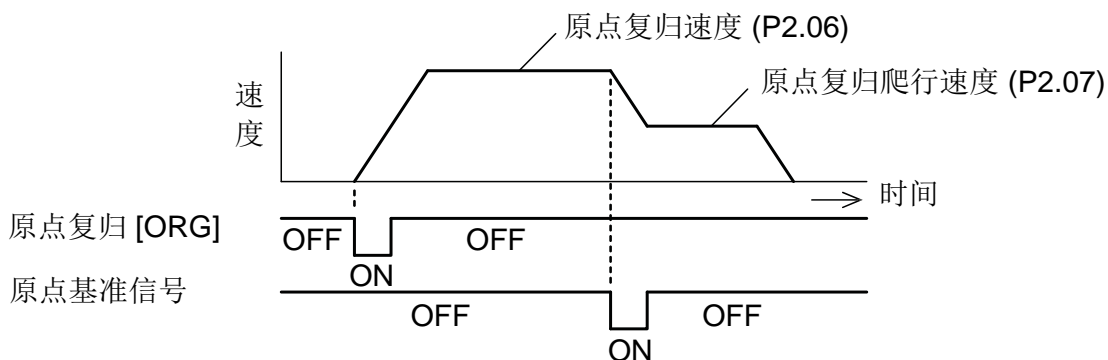 原点复归速度 (P2.06)
原点复归爬行速度 (P2.07)
速
度
时间
原点复归 [ORG]
OFF
OFF
ON
原点基准信号
OFF
OFF
ON